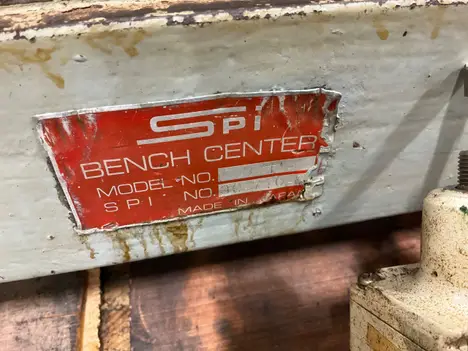 SPi
BENCH CENTER
MODEL NO.
SPI NO.
MADE IN JAPAN